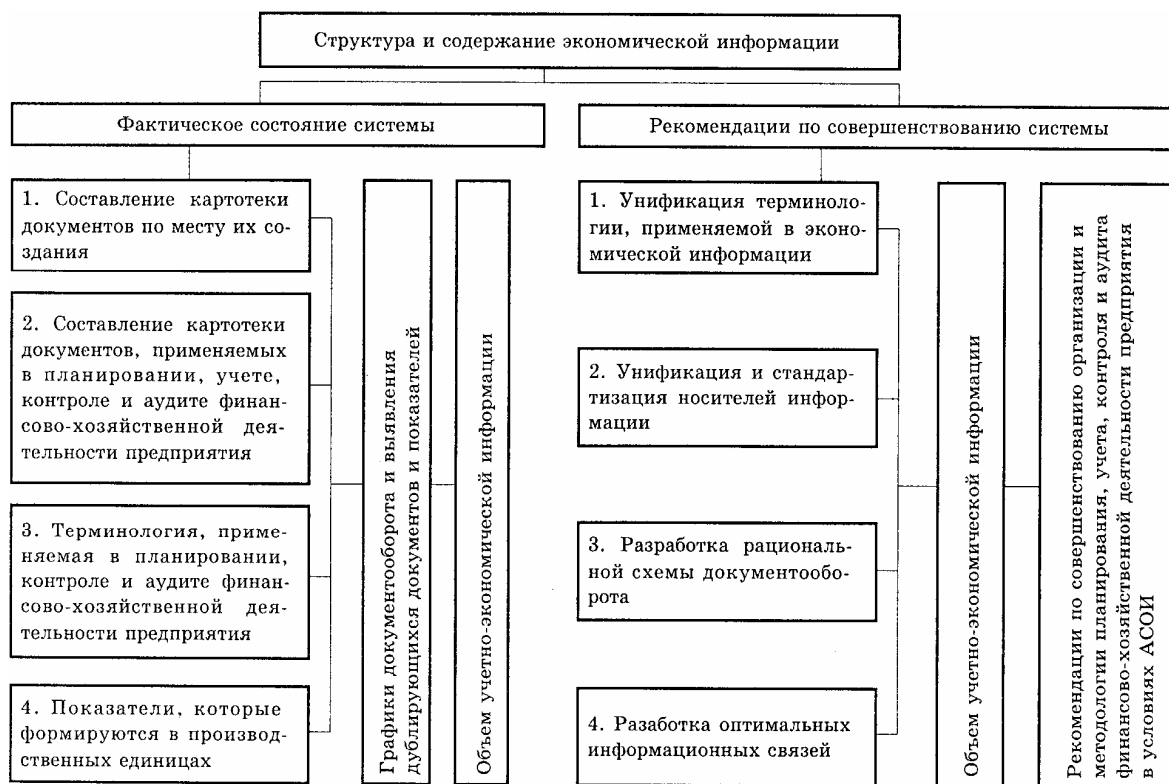 Структура и содержание экономической информации
Фактическое состояние системы
1. Составление картотеки
документов по месту их со-
здания
2. Составление картотеки
документов, применяемых
в планировании, учете,
контроле и аудите финан-
сово-хозяйственной дея-
тельности предприятия
3. Терминология, приме-
няемая в планировании,
контроле и аудите финан-
сово-хозяйственной дея-
тельности предприятия
4. Показатели, которые
формируются в производ-
ственных единицах
Графики документооборота и выявления
дублирующихся документов и показателей
Объем учетно-экономической информации
Рекомендации по совершенствованию системы
1. Унификация терминоло-
гии, применяемой в эконо-
мической информации
2. Унификация и стандар-
тизация носителей инфор-
мации
3. Разработка рациональ-
ной схемы документообо-
рота
4. Разаботка оптимальных
информационных связей
Объем учетно-экономической информации
Рекомендации по совершенствованию организации и
методологии планирования, учета, контроля и аудита
финансово-хозяйственной деятельности предприятия
в условиях АСОИ